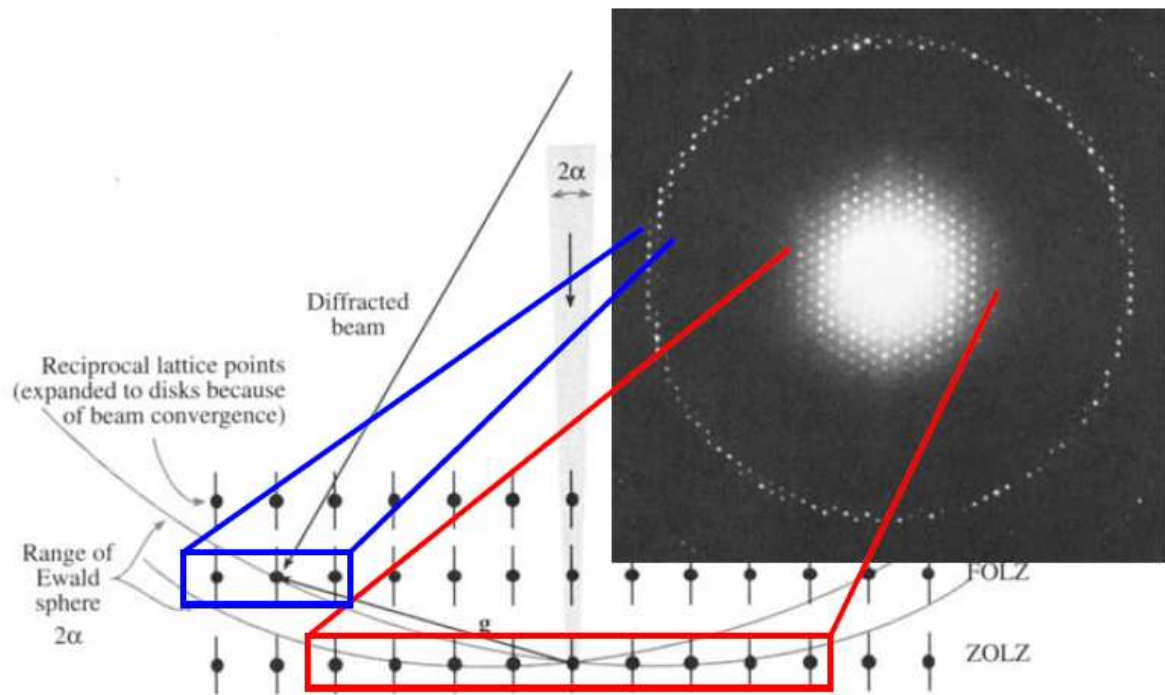 2α
Diffracted
beam
Reciprocal lattice points
(expanded to disks because
of beam convergence)
Range of
Ewald
sphere
2α
g
FOLZ
ZOLZ